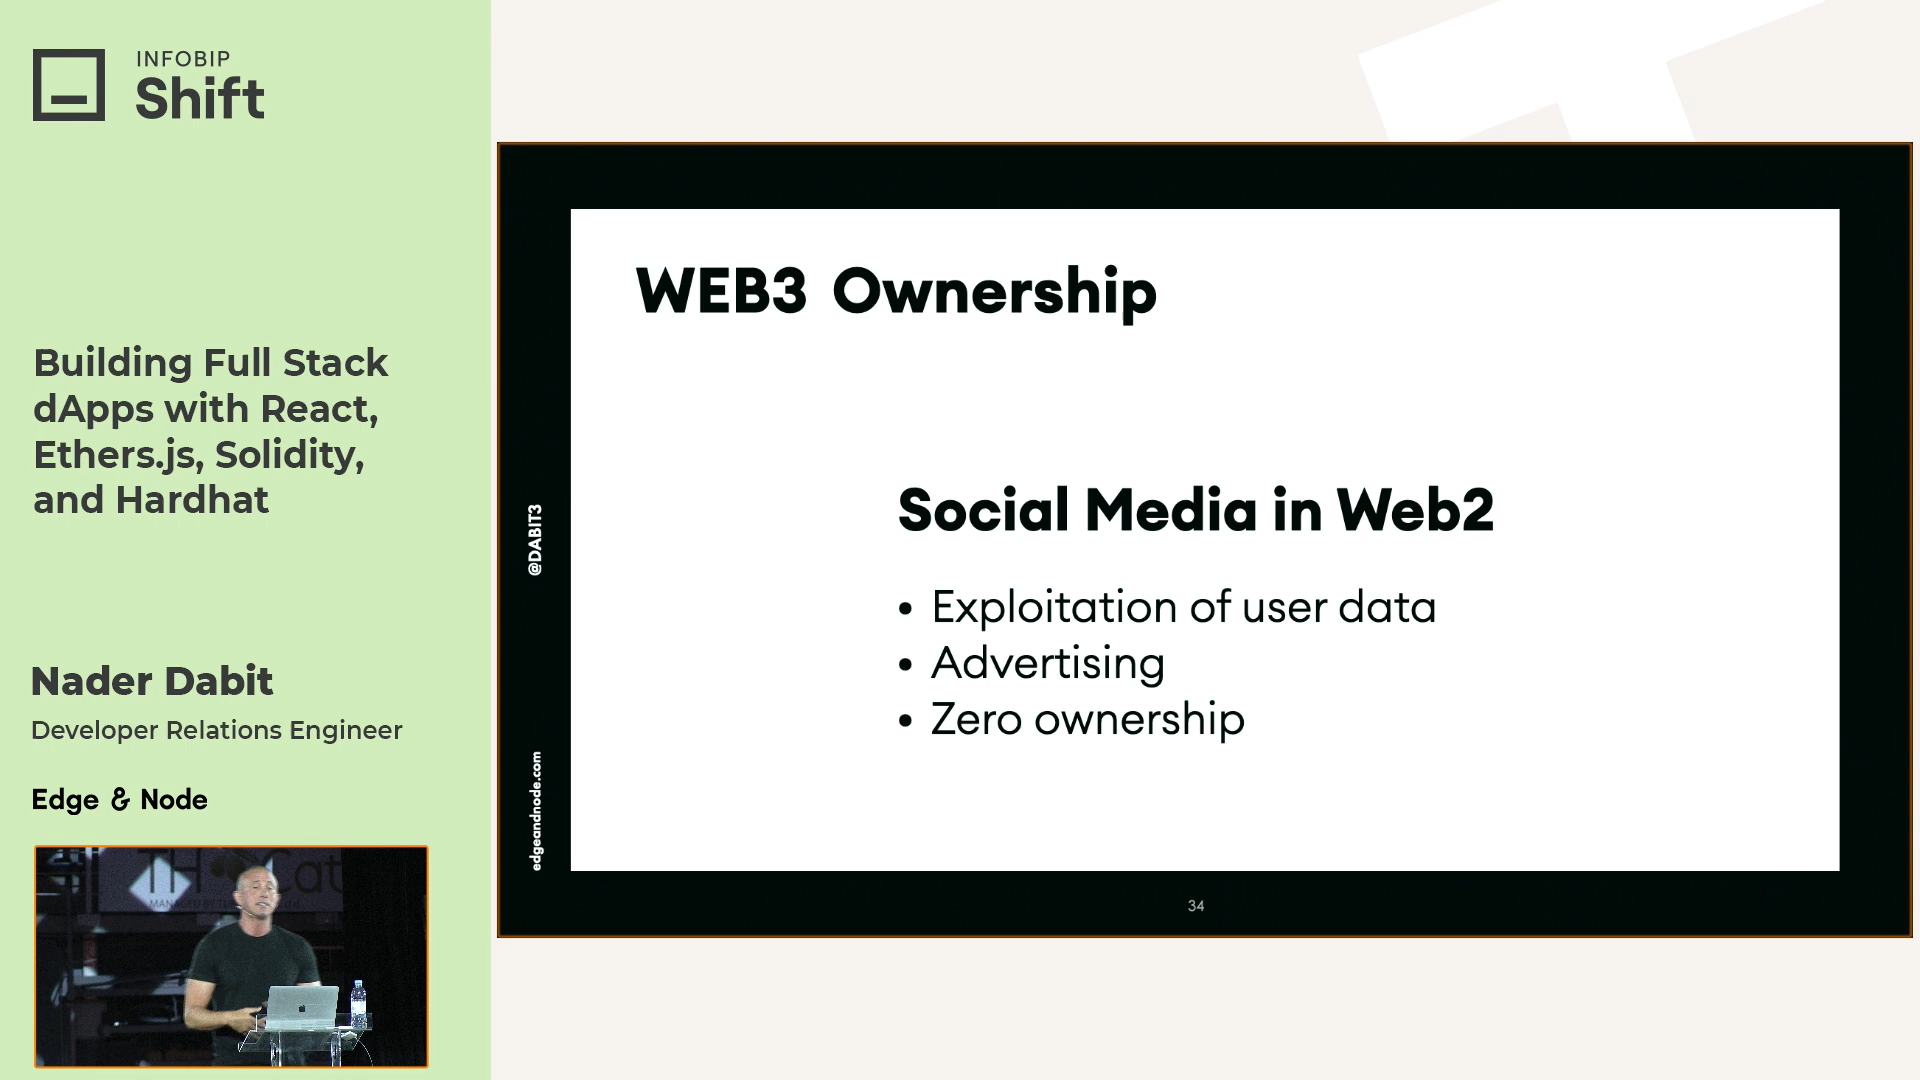 INFOBIP
Shift
Building Full Stack
dApps with React,
Ethers.js, Solidity,
and Hardhat
Nader Dabit
Developer Relations Engineer
Edge & Node
WEB3 Ownership
Social Media in Web2
• Exploitation of user data
• Advertising
• Zero ownership
@DABIT3
edgeandnode.com
34